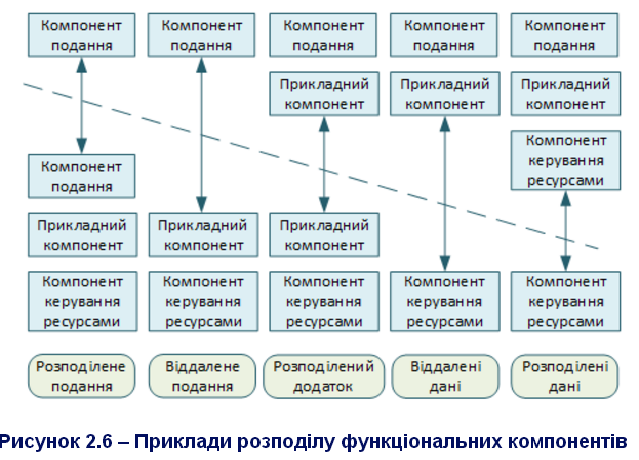 Компонент
подання
Компонент
подання
Компонент
подання
Компонент
подання
Компонент
подання
Прикладний
компонент
Прикладний
компонент
Прикладний
компонент
Компонент
керування
ресурсами
Компонент
подання
Прикладний
компонент
Прикладний
компонент
Прикладний
компонент
Компонент
керування
ресурсами
Компонент
керування
ресурсами
Компонент
керування
ресурсами
Компонент
керування
ресурсами
Компонент
керування
ресурсами
Розподілене
подання
Віддалене
подання
Розподілений
додаток
Віддалені
дані
Розподілені
дані
Рисунок 2.6 – Приклади розподілу функціональних компонентів